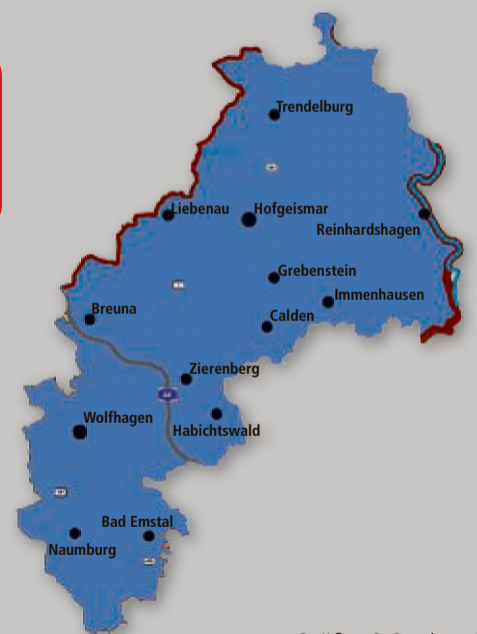 Trendelburg
Liebenau
Hofgeismar
Reinhardshagen
Grebenstein
Immenhausen
Breuna
Calden
Zierenberg
Wolfhagen
Habichtswald
Bad Emstal
Naumburg